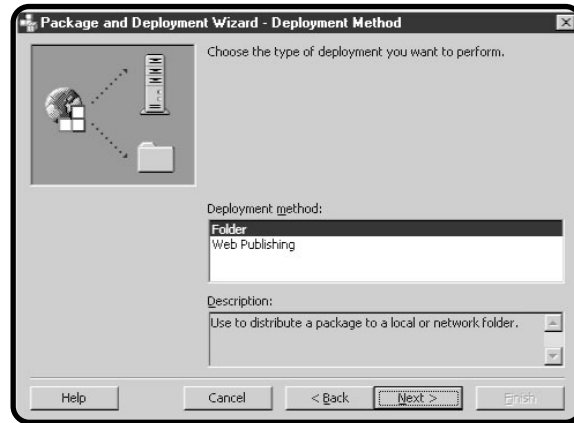 Package and Deployment Wizard - Deployment Method
Choose the type of deployment you want to perform.
Deployment method:
Folder
Web Publishing
Description:
Use to distribute a package to a local or network folder.
Help
Cancel
< Back
Next >
Finish